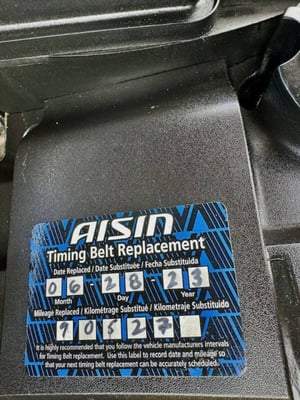 AISIN
Timing Belt Replacement
Date Replaced / Date Substituée / Fecha Substituida
06-28-23
Month Day Year
Mileage Replaced / Kilométrage Substitué / Kilometraje Substituido
90527
It is highly recommended that you follow the vehicle manufacturers intervals
for Timing Belt replacement. Use this label to record date and mileage so
that your next timing belt replacement can be accurately scheduled.